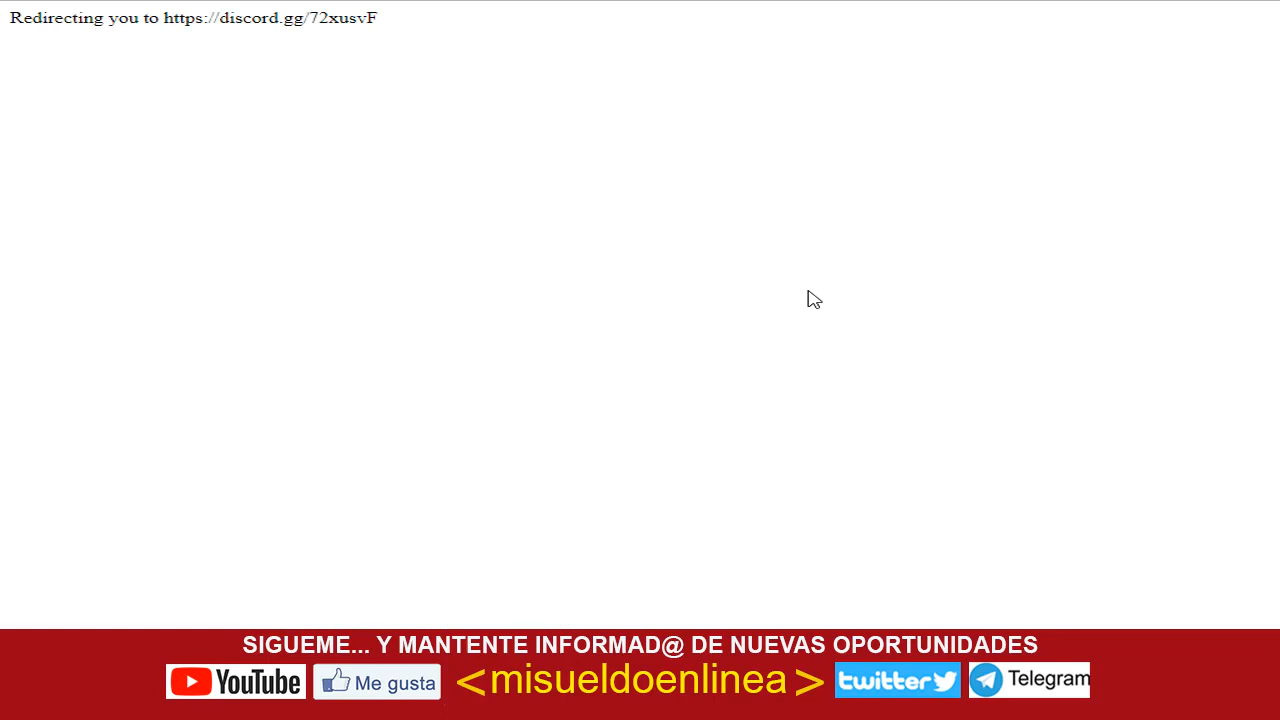 Redirecting you to https://discord.gg/72xusvF
SIGUEME... Y MANTENTE INFORMAD@ DE NUEVAS OPORTUNIDADES
YouTube Me gusta <misueldoenlinea> twitter Telegram